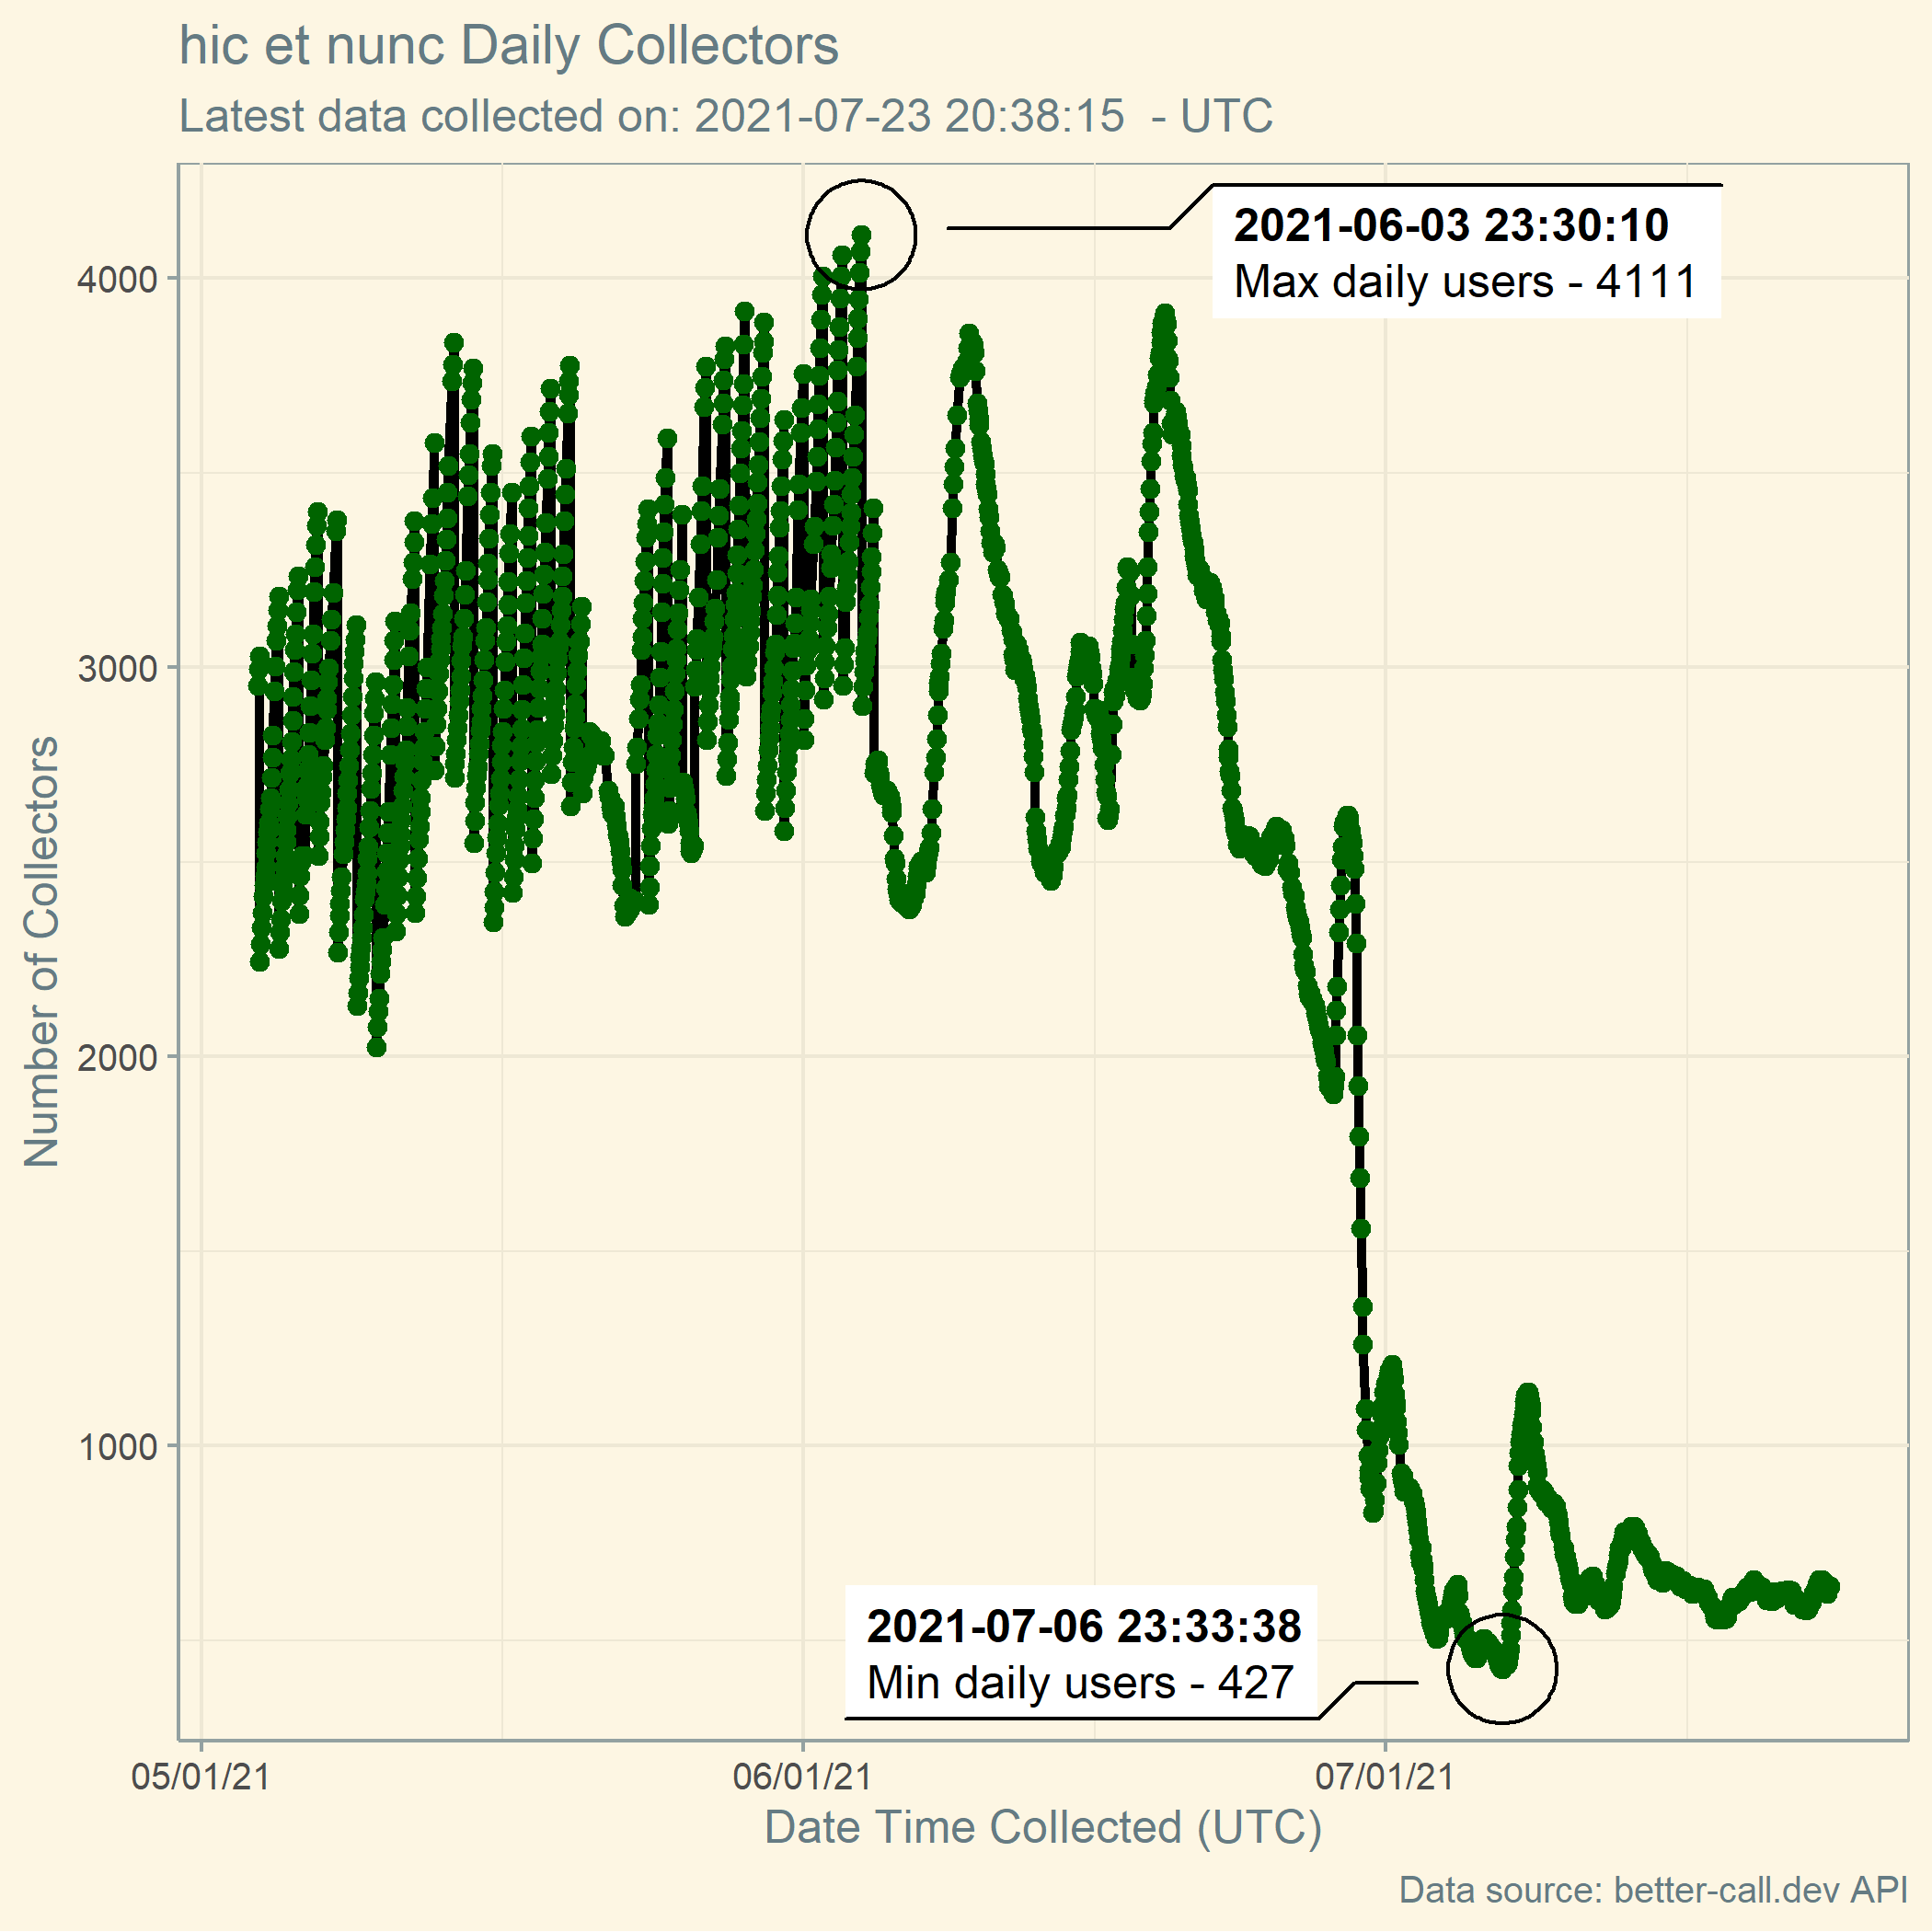 hic et nunc Daily Collectors
Latest data collected on: 2021-07-23 20:38:15  - UTC
2021-06-03 23:30:10
Max daily users - 4111
4000
3000
2000
1000
Number of Collectors
2021-07-06 23:33:38
Min daily users - 427
05/01/21
06/01/21
07/01/21
Date Time Collected (UTC)
Data source: better-call.dev API